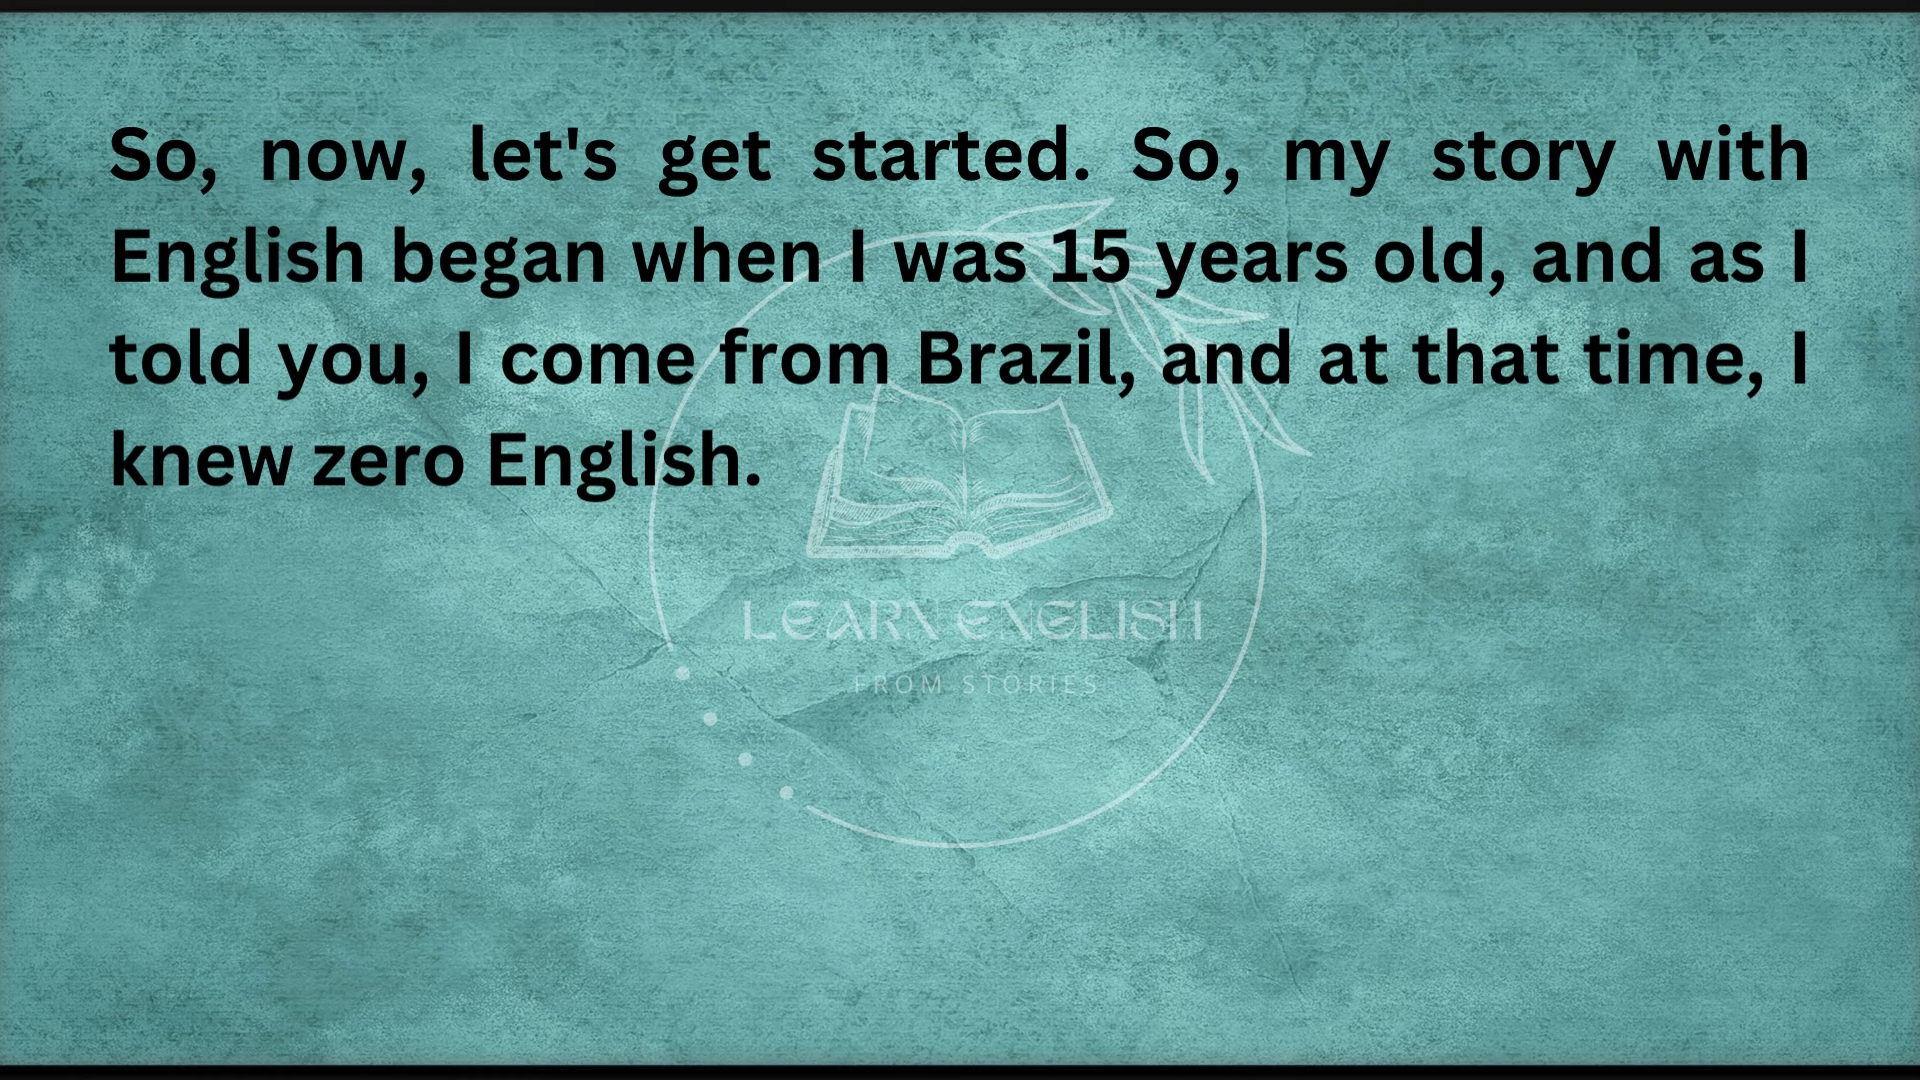 So, now, let's get started. So, my story with
English began when I was 15 years old, and as I
told you, I come from Brazil, and at that time, I
knew zero English.
LEARN ENGLISH
FROM STORIES